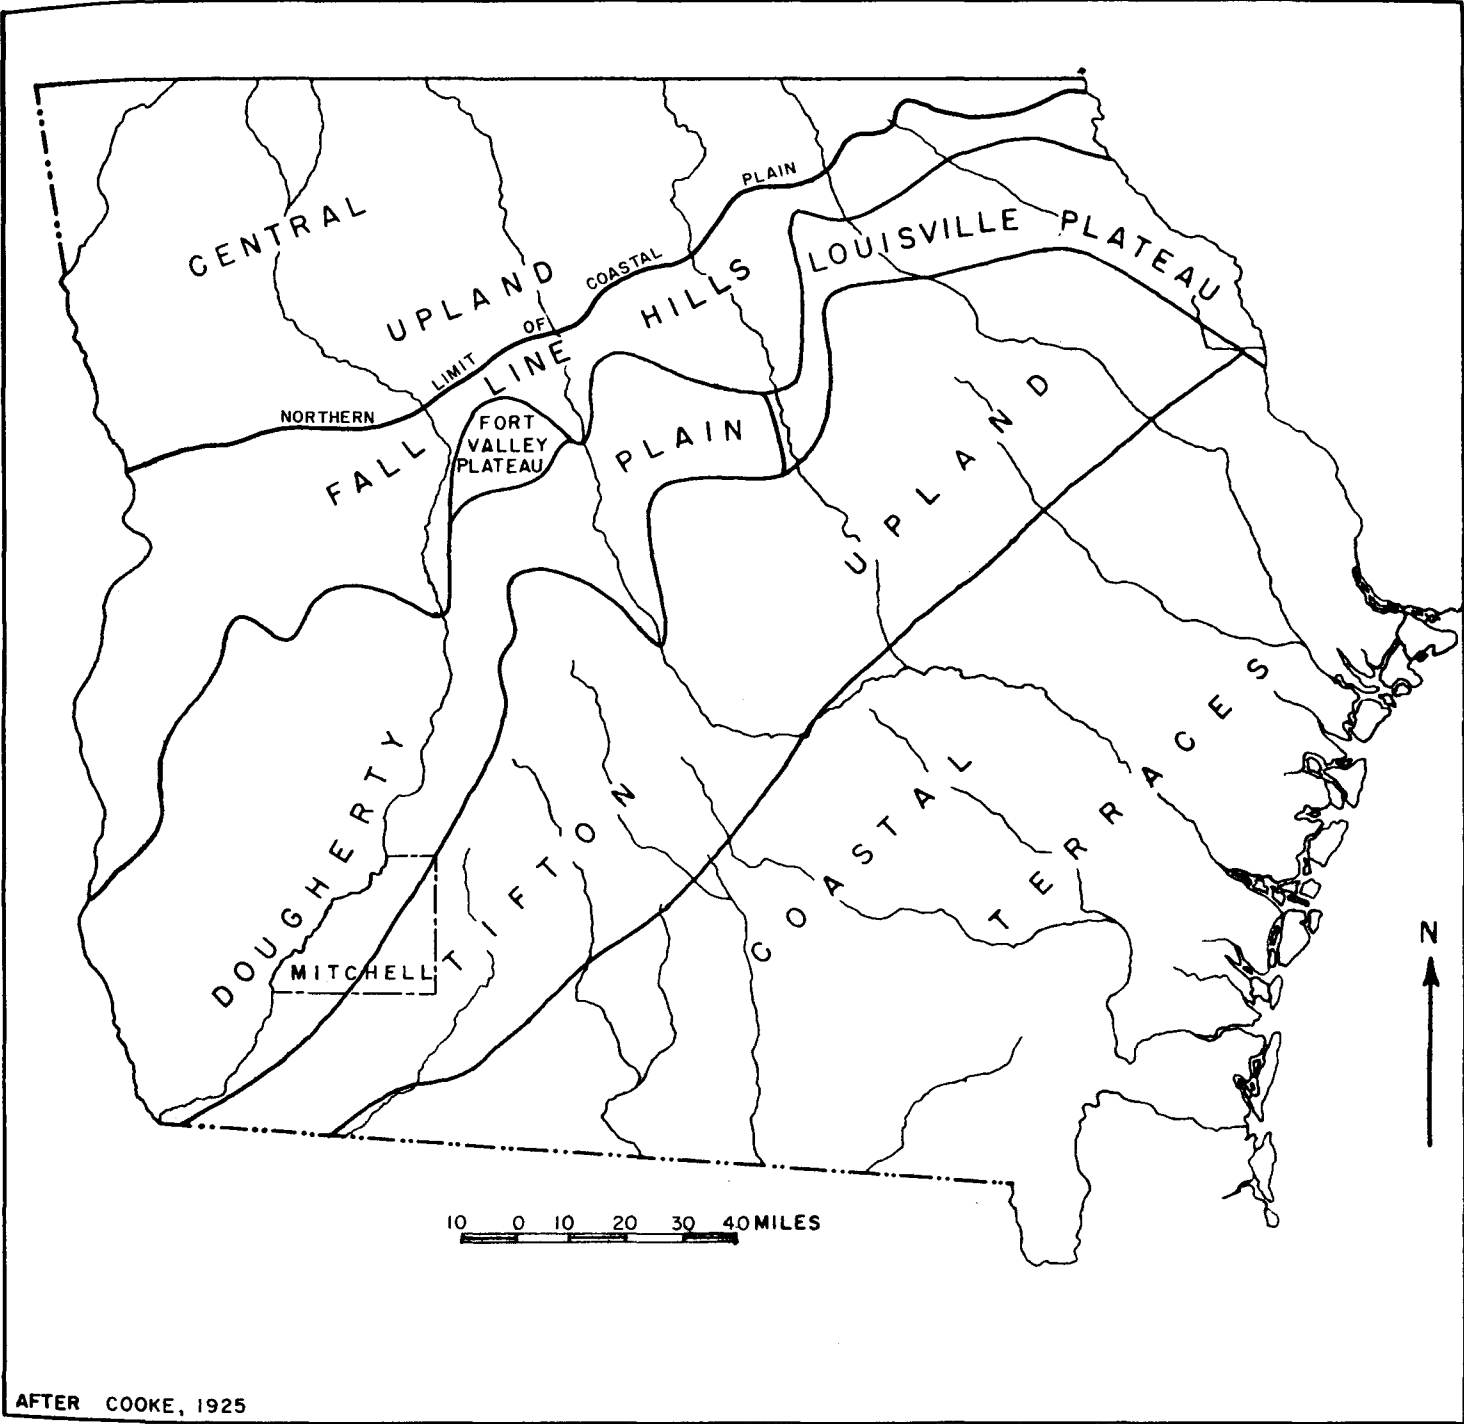 CENTRAL
UPLAND
NORTHERN LIMIT OF COASTAL PLAIN
FALL LINE HILLS
FORT
VALLEY
PLATEAU
LOUISVILLE PLATEAU
DOUGHERTY PLAIN
TIFTON UPLAND
MITCHELL
COASTAL
TERRACES
N
10 0 10 20 30 40 MILES
AFTER COOKE, 1925